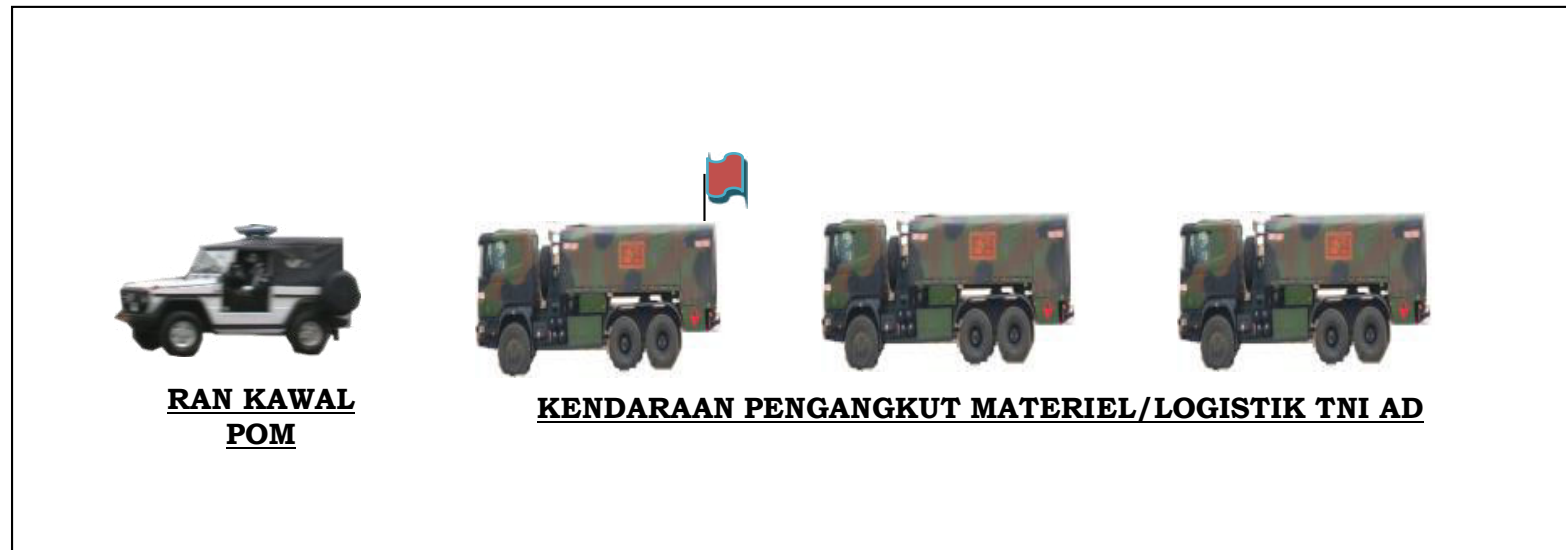 RAN KAWAL
POM
KENDARAAN PENGANGKUT MATERIEL/LOGISTIK TNI AD